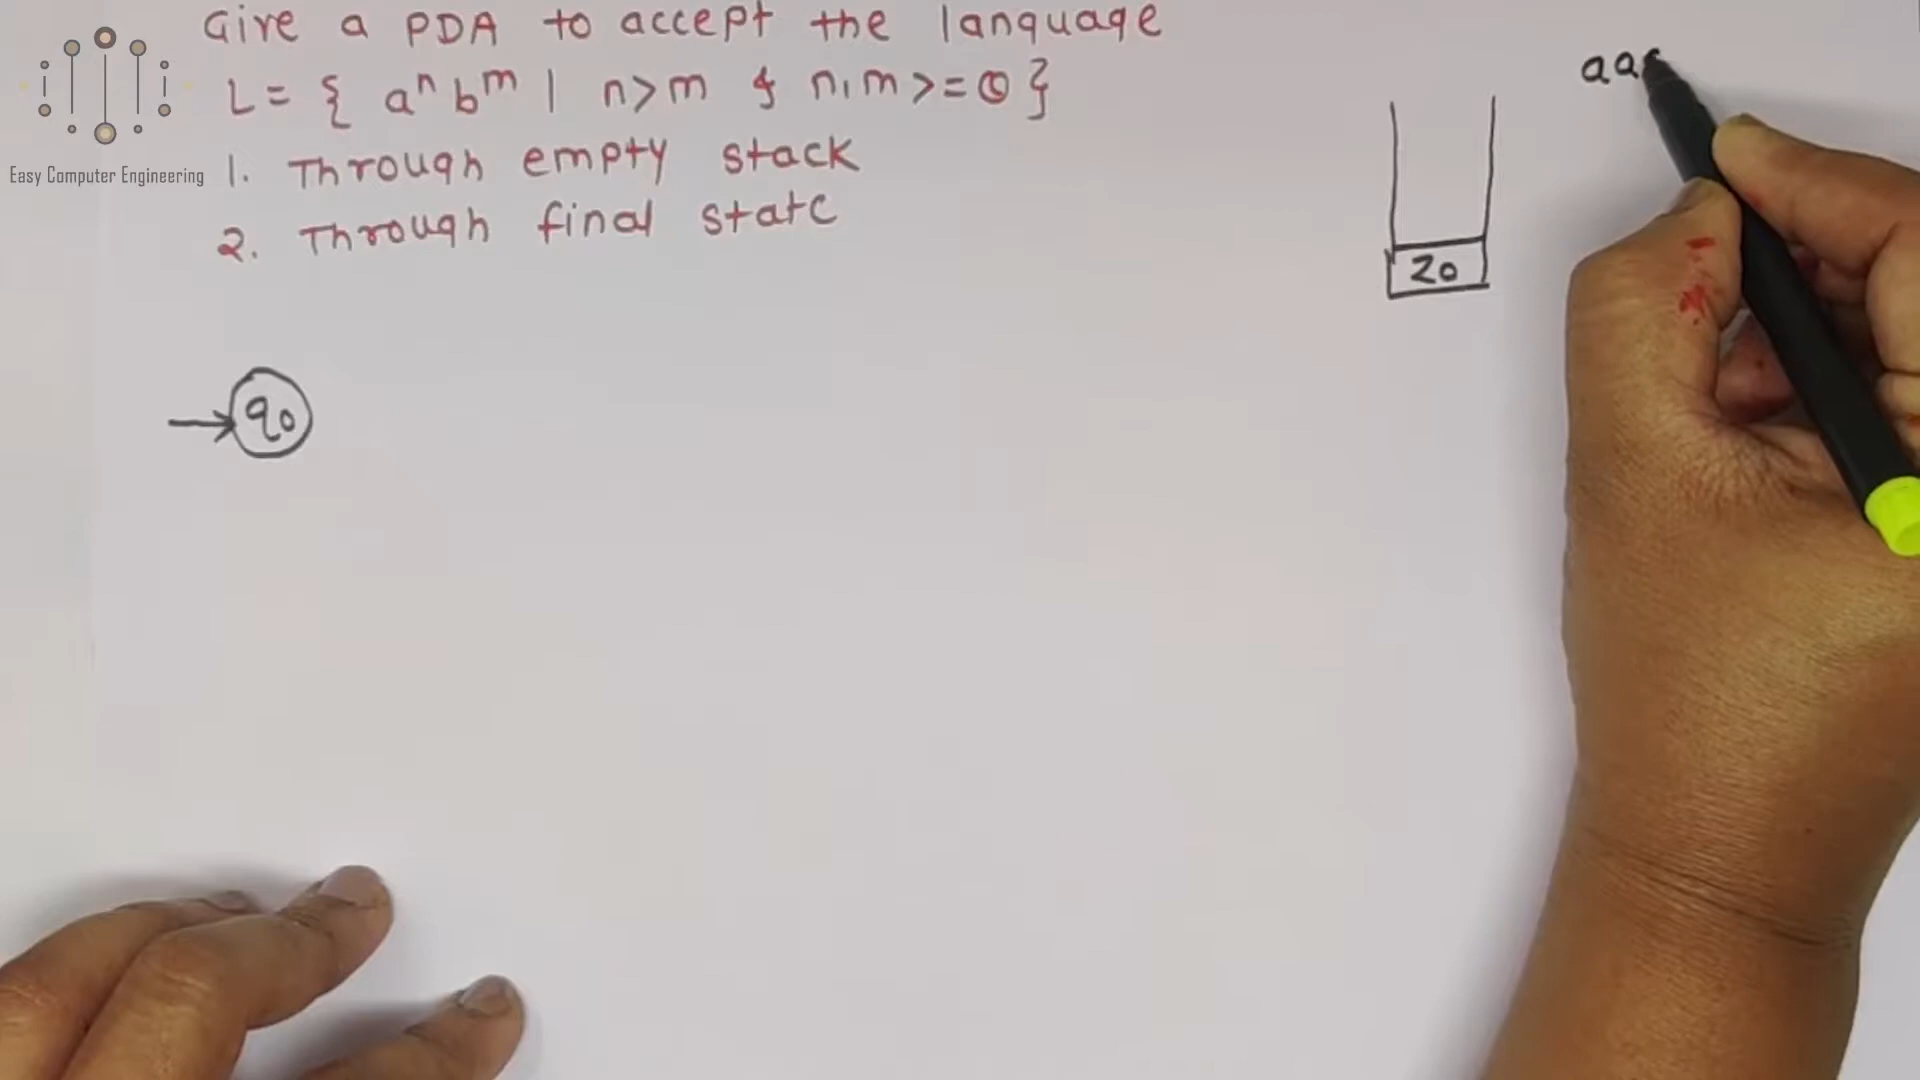 Give a PDA to accept the language
L = { aⁿ bᵐ | n>m & n,m >= 0 }
1. Through empty stack
2. Through final state
Easy Computer Engineering
aa
Z0
q0